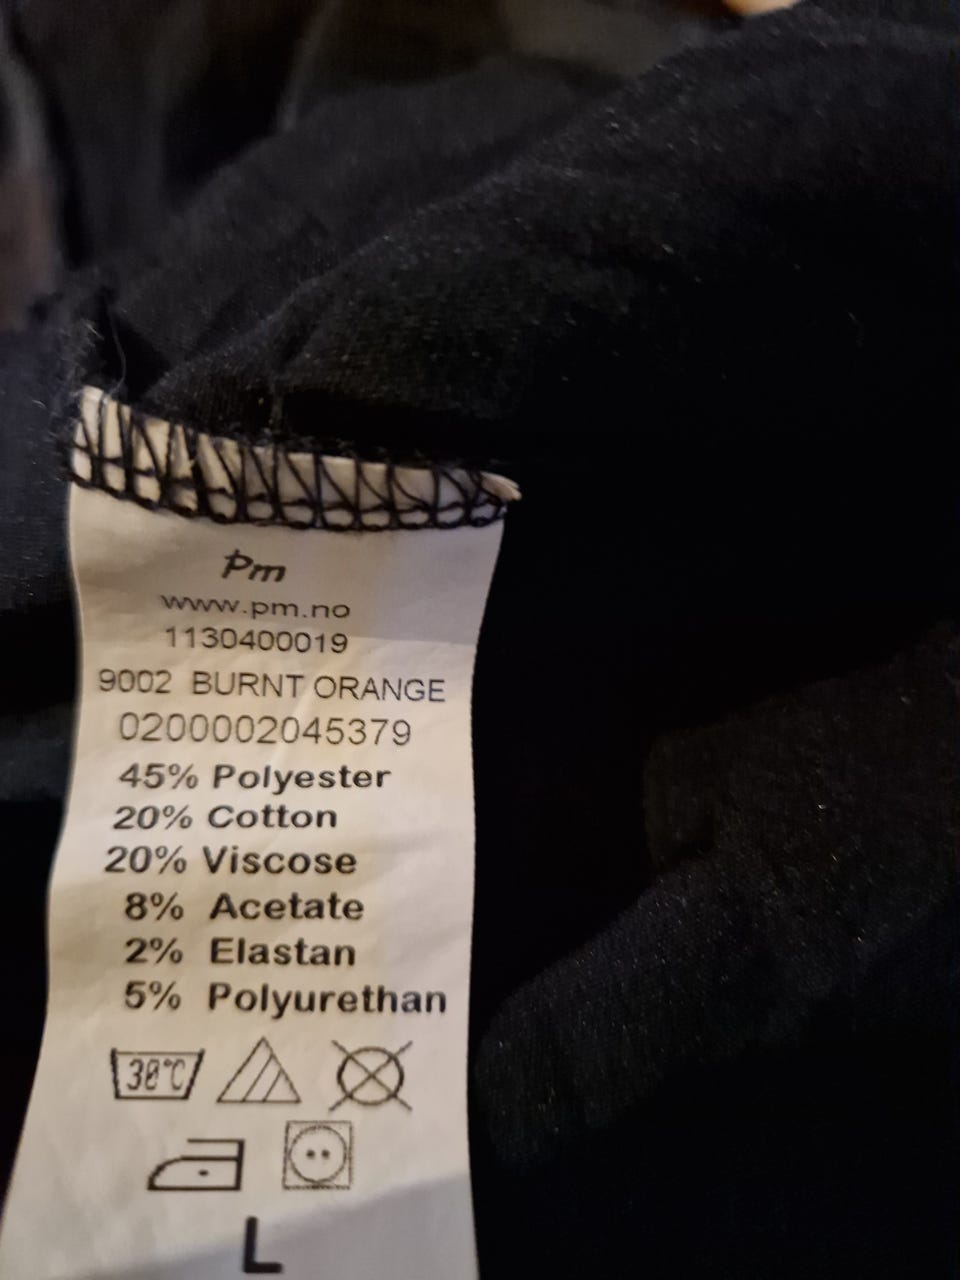 Pm
www.pm.no
1130400019
9002 BURNT ORANGE
0200002045379
45% Polyester
20% Cotton
20% Viscose
8% Acetate
2% Elastan
5% Polyurethan
30°C
L